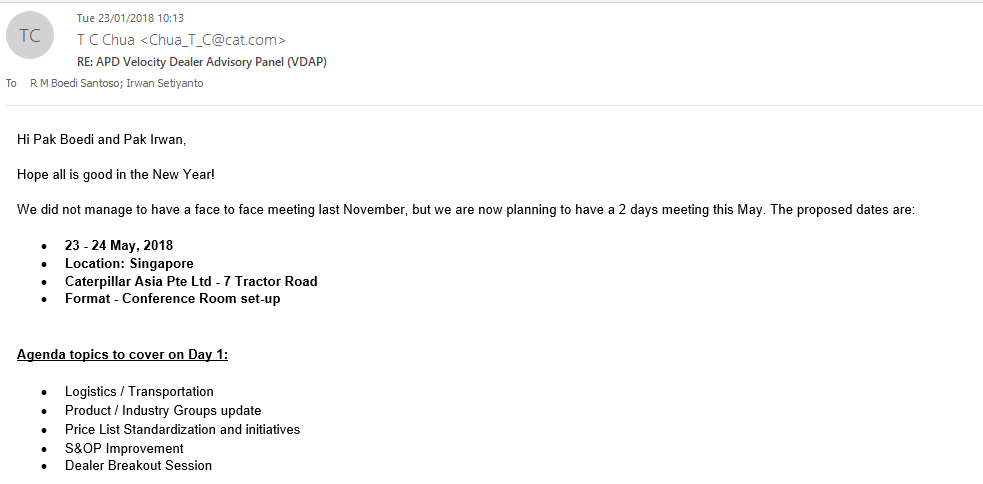 TC
Tue 23/01/2018 10:13
T C Chua <Chua_T_C@cat.com>
RE: APD Velocity Dealer Advisory Panel (VDAP)
To R M Boedi Santoso; Irwan Setiyanto
Hi Pak Boedi and Pak Irwan,
Hope all is good in the New Year!
We did not manage to have a face to face meeting last November, but we are now planning to have a 2 days meeting this May. The proposed dates are:
• 23 - 24 May, 2018
• Location: Singapore
• Caterpillar Asia Pte Ltd - 7 Tractor Road
• Format - Conference Room set-up
Agenda topics to cover on Day 1:
• Logistics / Transportation
• Product / Industry Groups update
• Price List Standardization and initiatives
• S&OP Improvement
• Dealer Breakout Session